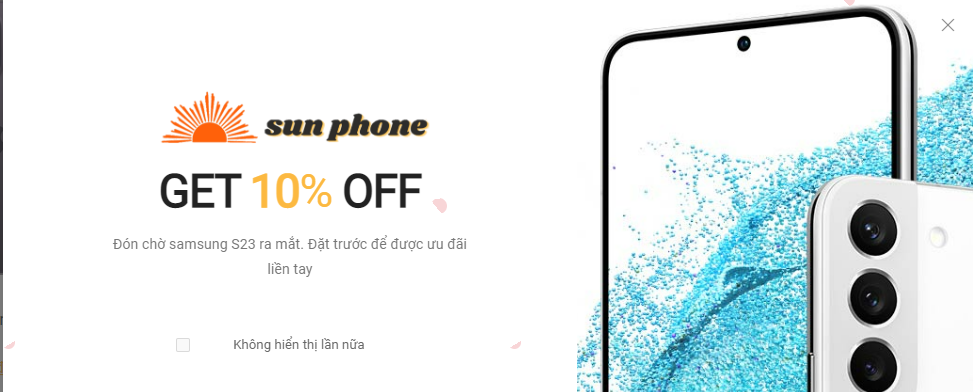 sun phone
GET 10% OFF
Đón chờ samsung S23 ra mắt. Đặt trước để được ưu đãi
liền tay
Không hiển thị lần nữa